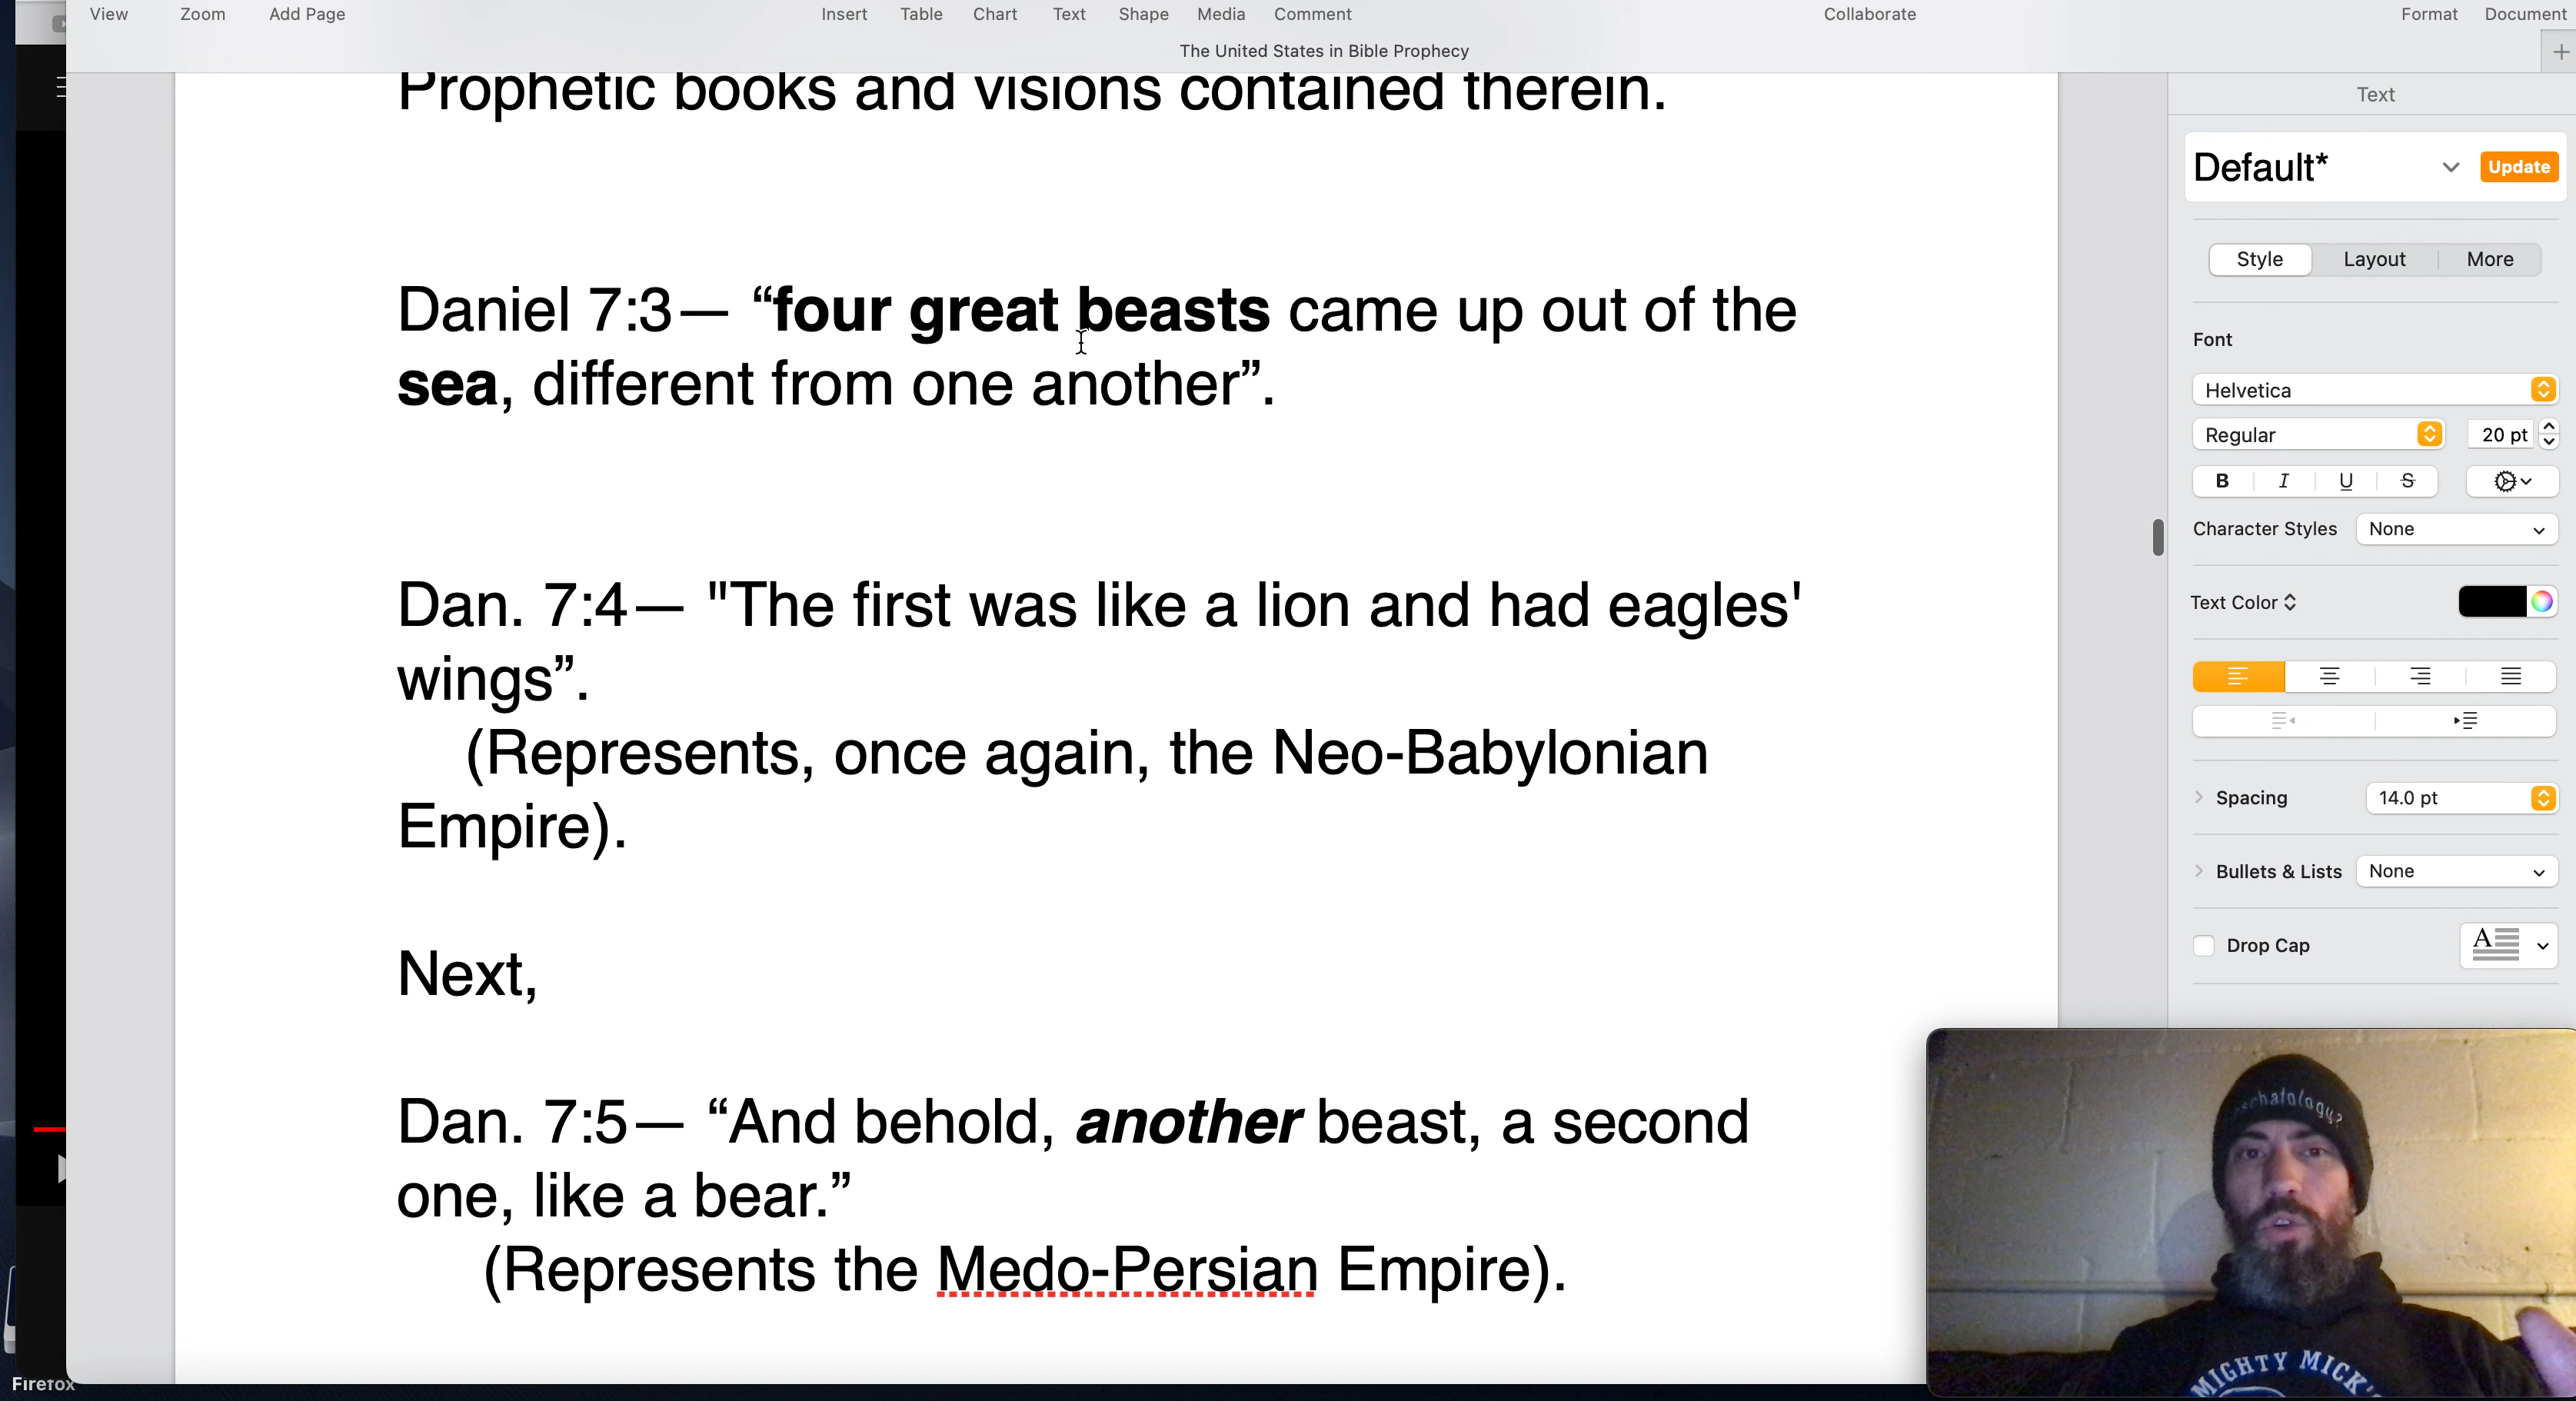 View Zoom Add Page Insert Table Chart Text Shape Media Comment Collaborate Format Document
The United States in Bible Prophecy
Prophetic books and visions contained therein.
Daniel 7:3— “four great beasts came up out of the
sea, different from one another”.
Dan. 7:4— "The first was like a lion and had eagles'
wings”.
(Represents, once again, the Neo-Babylonian
Empire).
Next,
Dan. 7:5— “And behold, another beast, a second
one, like a bear.”
(Represents the Medo-Persian Empire).
Text
Default* Update
Style Layout More
Font
Helvetica
Regular 20 pt
B I U S
Character Styles None
Text Color
Spacing 14.0 pt
Bullets & Lists None
Drop Cap A
MIGHTY MICK'S
Firefox